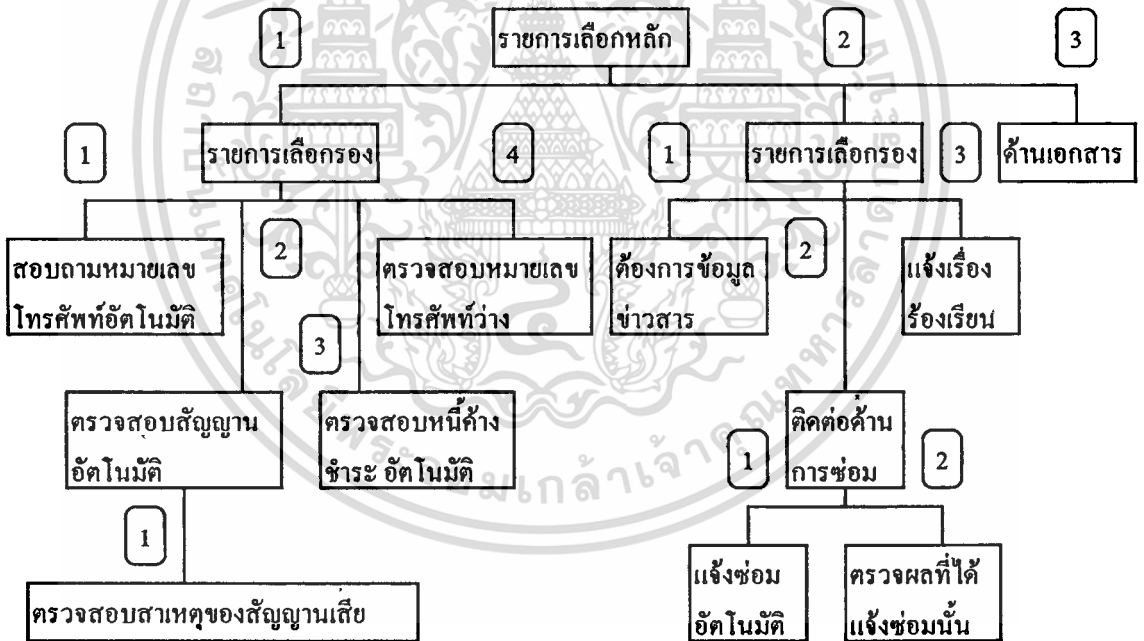 1
รายการเลือกหลัก
2
3
1
รายการเลือกรอง
4
1
รายการเลือกรอง
3
ด้านเอกสาร
สอบถามหมายเลข
โทรศัพท์อัตโนมัติ
2
ตรวจสอบหมายเลข
โทรศัพท์ว่าง
ต้องการข้อมูล
ข่าวสาร
2
แจ้งเรื่อง
ร้องเรียน
3
ตรวจสอบสัญญาน
อัตโนมัติ
ตรวจสอบหนี้ค้าง
ชำระ อัตโนมัติ
ติดต่อด้าน
การซ่อม
1
2
1
ตรวจสอบสาเหตุของสัญญานเสีย
แจ้งซ่อม
อัตโนมัติ
ตรวจผลที่ได้
แจ้งซ่อมนั้น